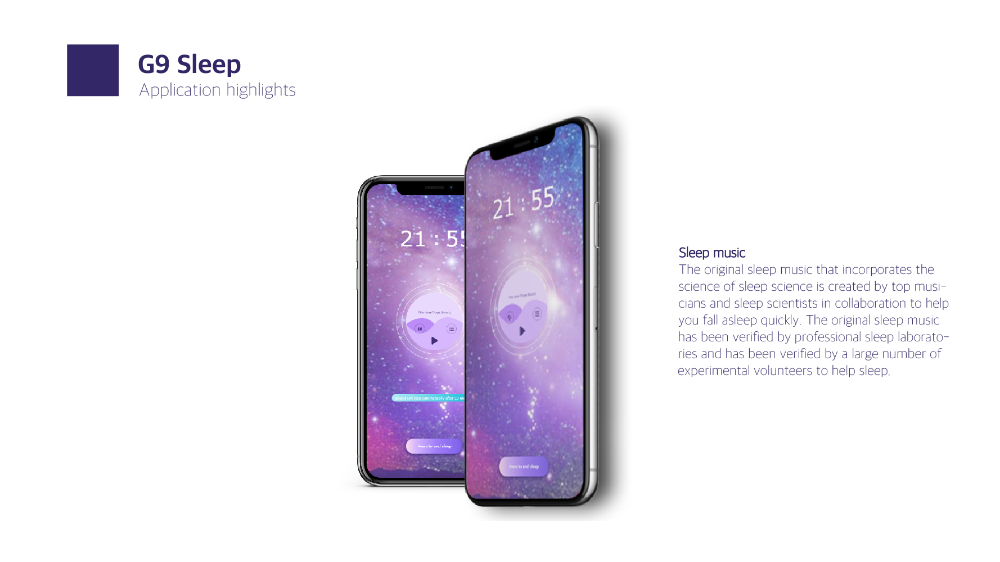 G9 Sleep
Application highlights
21 : 55
21 : 55
10
Sound will stop automatically after 10
Press to end sleep
Press to end sleep
Sleep music
The original sleep music that incorporates the
science of sleep science is created by top musi-
cians and sleep scientists in collaboration to help
you fall asleep quickly. The original sleep music
has been verified by professional sleep laborato-
ries and has been verified by a large number of
experimental volunteers to help sleep.